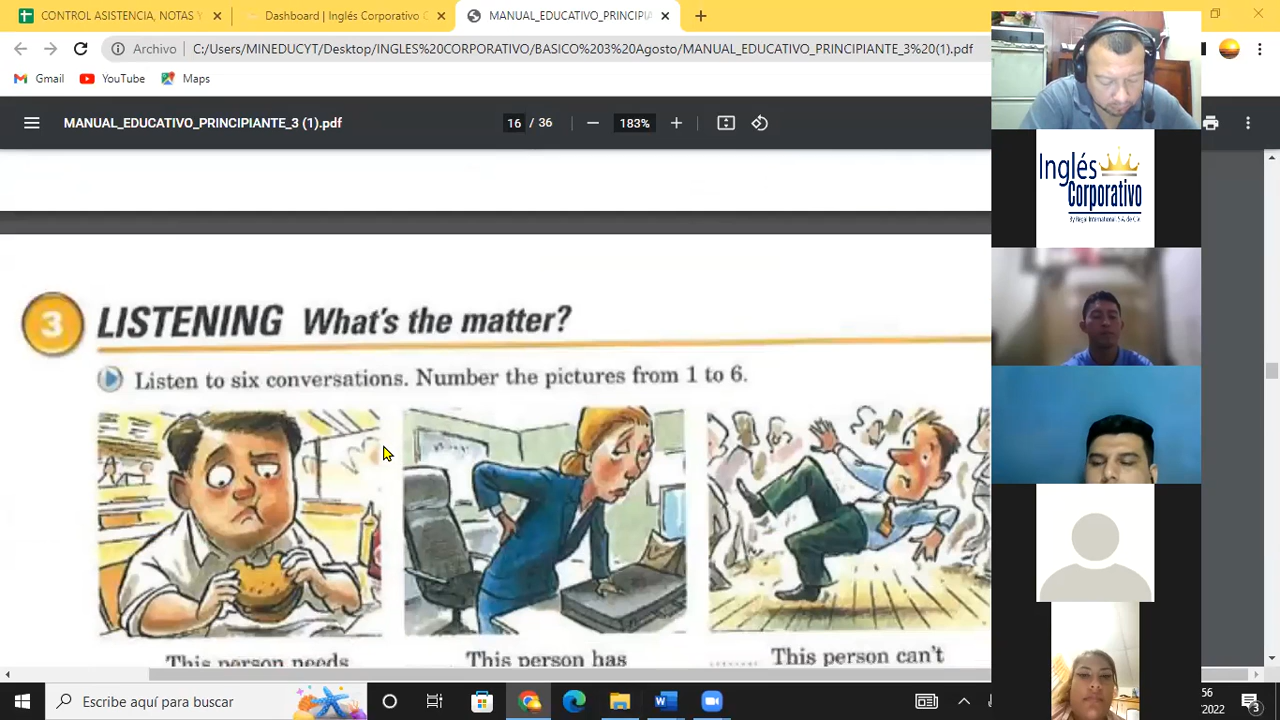 CONTROL ASISTENCIA, NOTAS Y
Dashboard | Inglés Corporativo
MANUAL_EDUCATIVO_PRINCIPIA
Archivo
C:/Users/MINEDUCYT/Desktop/INGLES%20CORPORATIVO/BASICO%203%20Agosto/MANUAL_EDUCATIVO_PRINCIPIANTE_3%20(1).pdf
Gmail
YouTube
Maps
MANUAL_EDUCATIVO_PRINCIPIANTE_3 (1).pdf
16 / 36
183%
Inglés
Corporativo
3 LISTENING What's the matter?
Listen to six conversations. Number the pictures from 1 to 6.
This person needs
This person has
This person can't
Escribe aquí para buscar
56
/2022
3